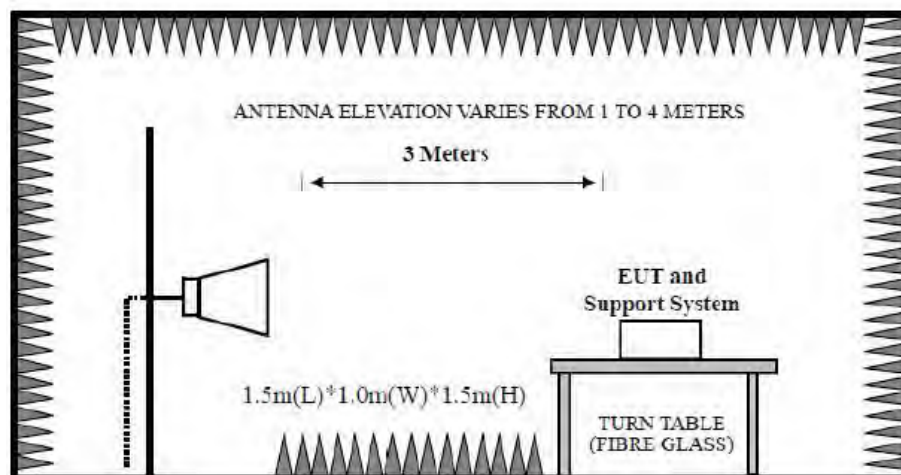 ANTENNA ELEVATION VARIES FROM 1 TO 4 METERS
3 Meters
EUT and
Support System
1.5m(L)*1.0m(W)*1.5m(H)
TURN TABLE
(FIBRE GLASS)